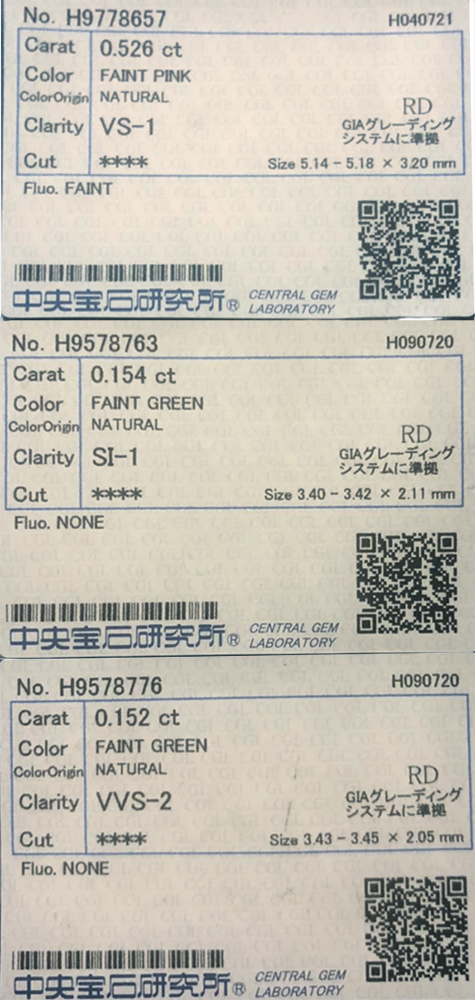 No. H9778657 H040721
Carat 0.526 ct
Color FAINT PINK
ColorOrigin NATURAL
RD
Clarity VS-1 GIAグレーディング
システムに準拠
Cut **** Size 5.14 - 5.18 × 3.20 mm
Fluo. FAINT
中央宝石研究所® CENTRAL GEM
LABORATORY
No. H9578763 H090720
Carat 0.154 ct
Color FAINT GREEN
ColorOrigin NATURAL
RD
Clarity SI-1 GIAグレーディング
システムに準拠
Cut **** Size 3.40 - 3.42 × 2.11 mm
Fluo. NONE
中央宝石研究所® CENTRAL GEM
LABORATORY
No. H9578776 H090720
Carat 0.152 ct
Color FAINT GREEN
ColorOrigin NATURAL
RD
Clarity VVS-2 GIAグレーディング
システムに準拠
Cut **** Size 3.43 - 3.45 × 2.05 mm
Fluo. NONE
中央宝石研究所® CENTRAL GEM
LABORATORY